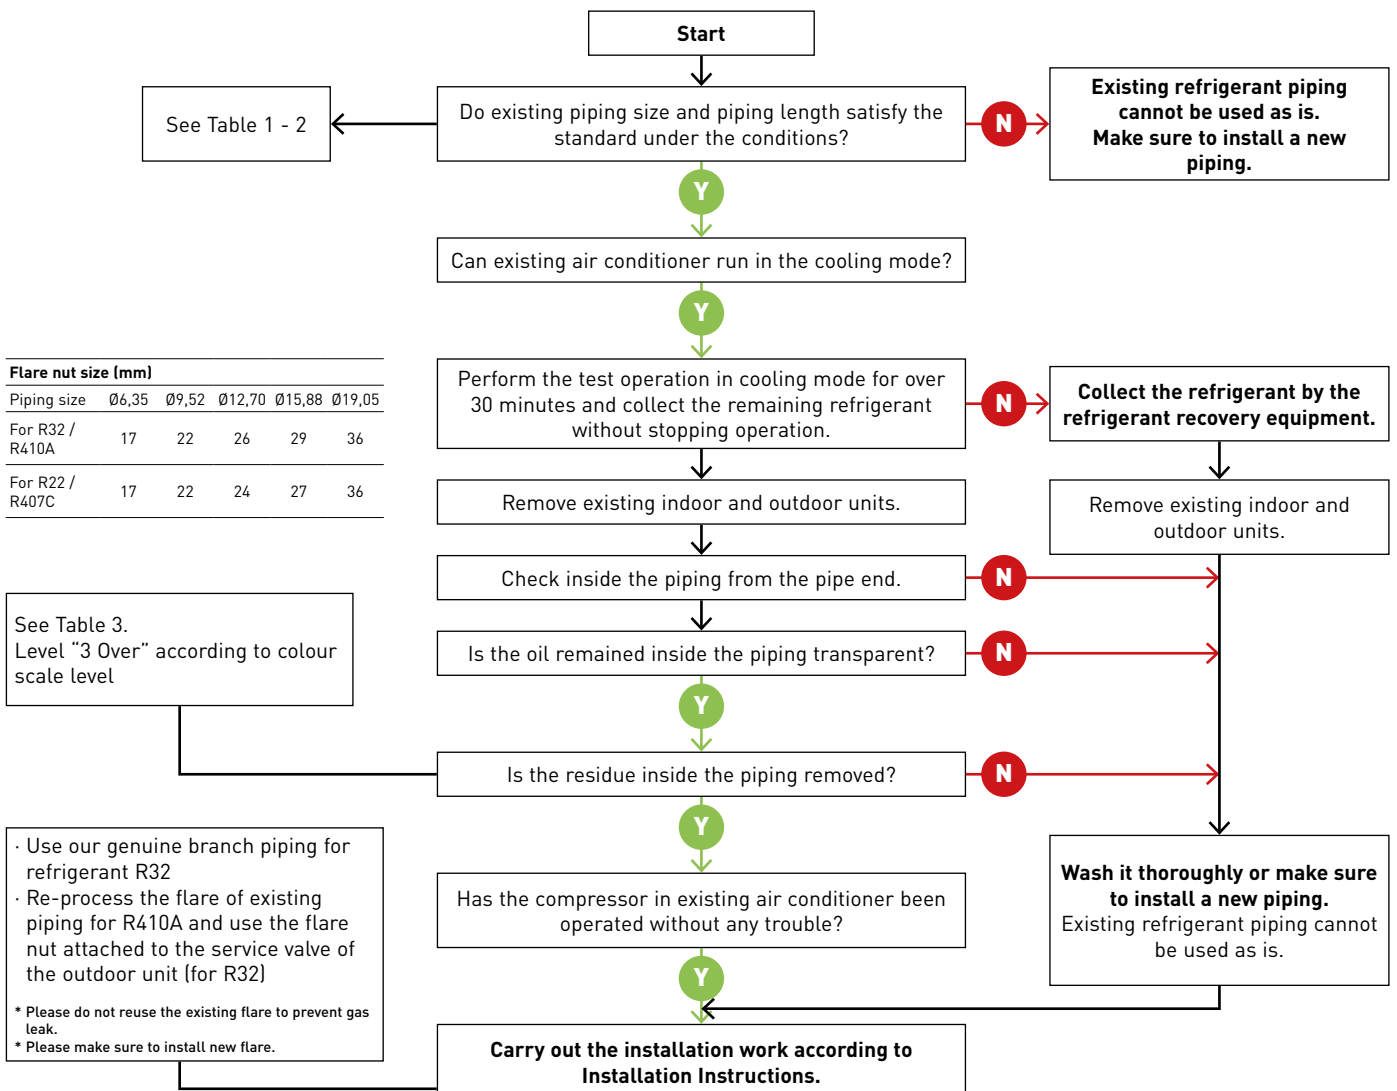 Start
See Table 1 - 2
Do existing piping size and piping length satisfy the
standard under the conditions?
N
Existing refrigerant piping
cannot be used as is.
Make sure to install a new
piping.
Y
Can existing air conditioner run in the cooling mode?
Y
Flare nut size (mm)
Piping size Ø6,35 Ø9,52 Ø12,70 Ø15,88 Ø19,05
For R32 /
R410A
17 22 26 29 36
For R22 /
R407C
17 22 24 27 36
Perform the test operation in cooling mode for over
30 minutes and collect the remaining refrigerant
without stopping operation.
N
Collect the refrigerant by the
refrigerant recovery equipment.
Remove existing indoor and outdoor units.
Remove existing indoor and
outdoor units.
Check inside the piping from the pipe end.
N
See Table 3.
Level “3 Over” according to colour
scale level
Is the oil remained inside the piping transparent?
N
Y
Is the residue inside the piping removed?
N
Y
· Use our genuine branch piping for
refrigerant R32
· Re-process the flare of existing
piping for R410A and use the flare
nut attached to the service valve of
the outdoor unit (for R32)
* Please do not reuse the existing flare to prevent gas
leak.
* Please make sure to install new flare.
Has the compressor in existing air conditioner been
operated without any trouble?
Wash it thoroughly or make sure
to install a new piping.
Existing refrigerant piping cannot
be used as is.
Y
Carry out the installation work according to
Installation Instructions.